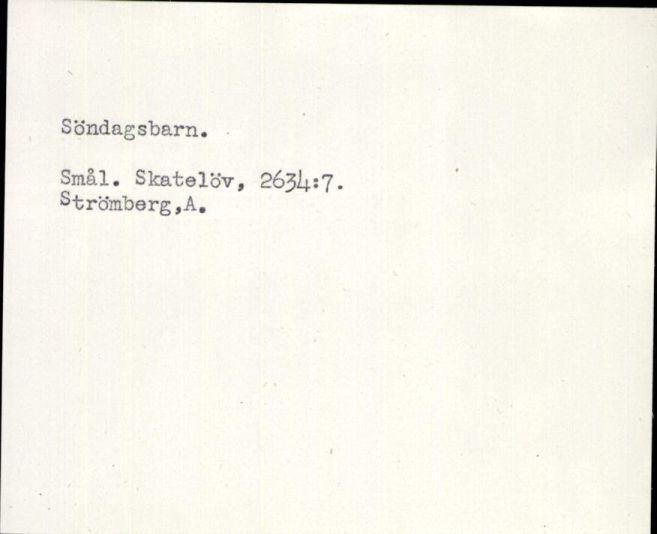 Söndagsbarn.
Smål. Skatelöv, 2634:7.
Strömberg,A.